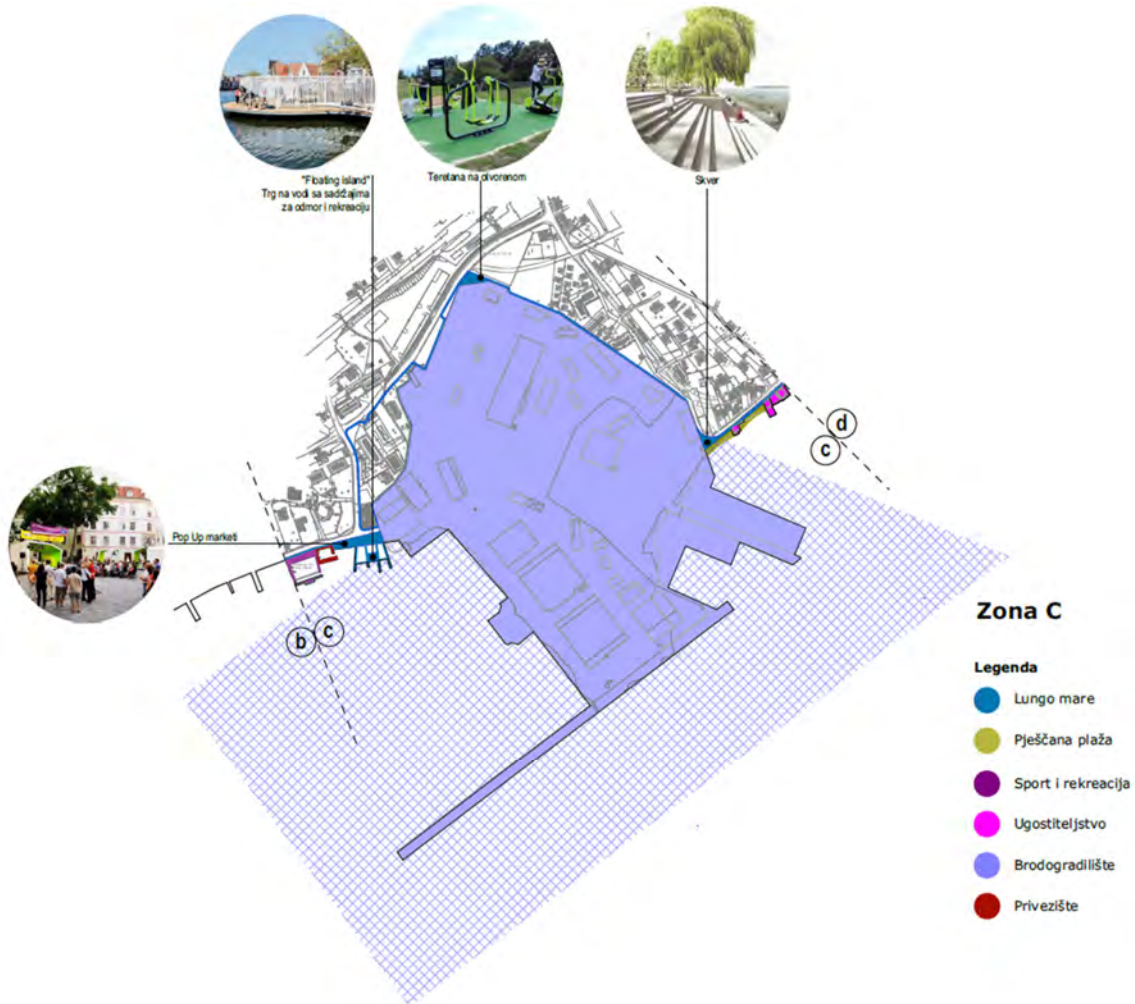 "Floating island"
Trg na vodi sa sadržajima
za odmor i rekreaciju
Teretana na otvorenom
Skver
Pop Up marketi
b
c
d
c
Zona C
Legenda
Lungo mare
Pješčana plaža
Sport i rekreacija
Ugostiteljstvo
Brodogradilište
Privezište